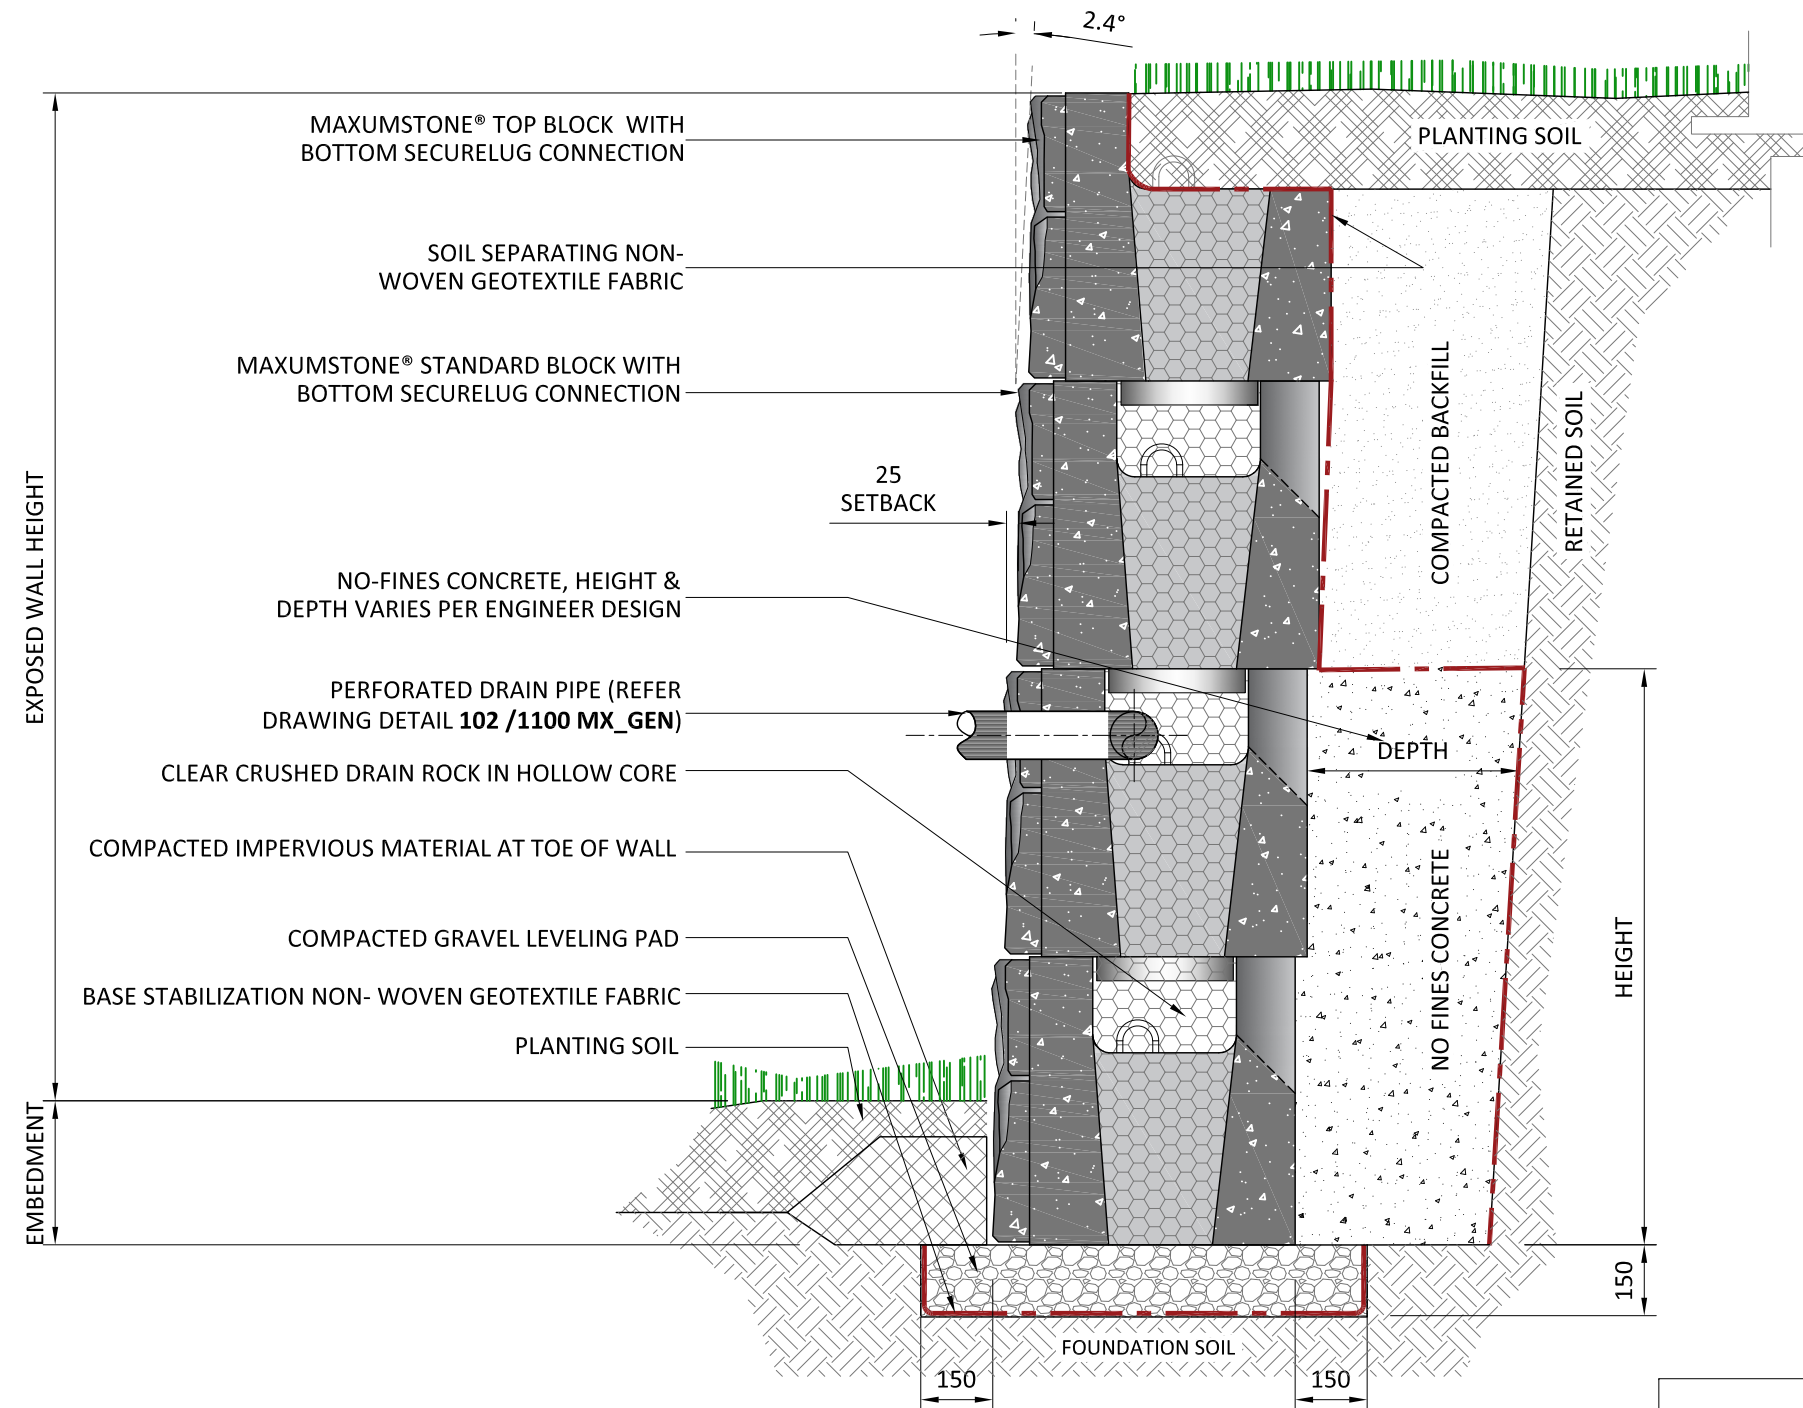 2.4°
MAXUMSTONE® TOP BLOCK WITH
BOTTOM SECURELUG CONNECTION
PLANTING SOIL
SOIL SEPARATING NON-
WOVEN GEOTEXTILE FABRIC
MAXUMSTONE® STANDARD BLOCK WITH
BOTTOM SECURELUG CONNECTION
COMPACTED BACKFILL
RETAINED SOIL
25
SETBACK
EXPOSED WALL HEIGHT
NO-FINES CONCRETE, HEIGHT &
DEPTH VARIES PER ENGINEER DESIGN
PERFORATED DRAIN PIPE (REFER
DRAWING DETAIL 102 /1100 MX_GEN)
DEPTH
CLEAR CRUSHED DRAIN ROCK IN HOLLOW CORE
COMPACTED IMPERVIOUS MATERIAL AT TOE OF WALL
NO FINES CONCRETE
HEIGHT
COMPACTED GRAVEL LEVELING PAD
BASE STABILIZATION NON- WOVEN GEOTEXTILE FABRIC
PLANTING SOIL
EMBEDMENT
150
FOUNDATION SOIL
150
150